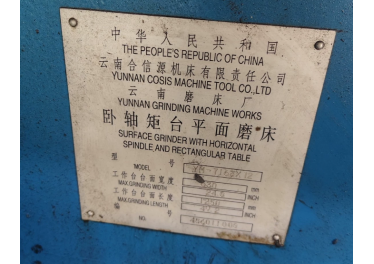 中华人民共和国
THE PEOPLE'S REPUBLIC OF CHINA
云南合信源机床有限责任公司
YUNNAN COSIS MACHINE TOOL CO.,LTD
云南磨床厂
YUNNAN GRINDING MACHINE WORKS
卧轴矩台平面磨床
SURFACE GRINDER WITH HORIZONTAL
SPINDLE AND RECTANGULAR TABLE
型号
MODEL
工作台台面宽度
MAX.GRINDING WIDTH mm
工作台台面长度
MAX.GRINDING LENGTH mm
编号
NO.